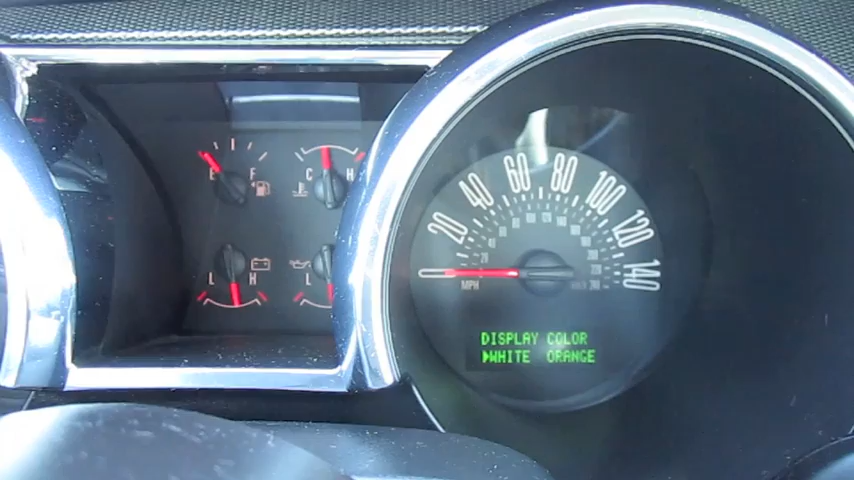 E F
C H
L H
L
20 40 60 80 100 120 140
MPH
DISPLAY COLOR
▶WHITE ORANGE